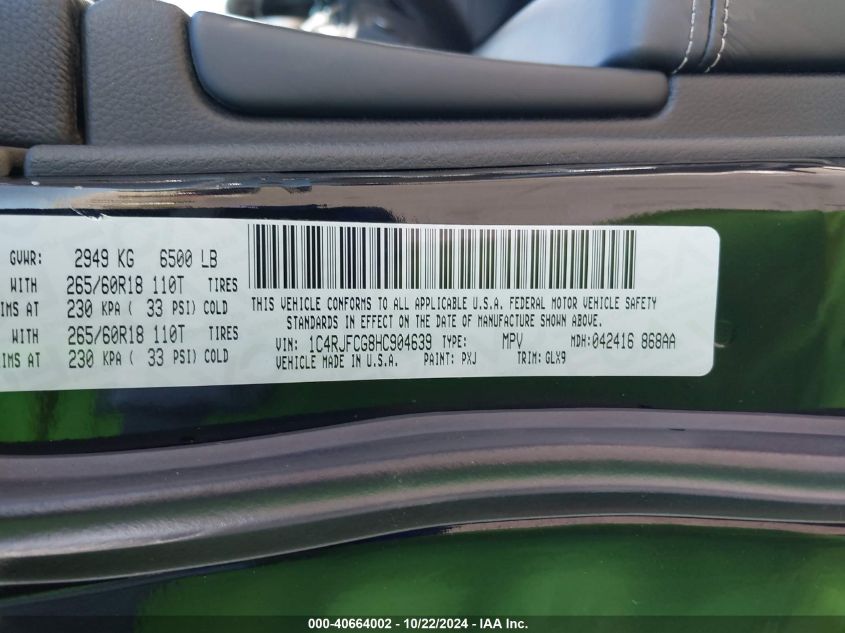 GVWR: 2949 KG 6500 LB
WITH 265/60R18 110T TIRES
IMS AT 230 KPA ( 33 PSI) COLD
WITH 265/60R18 110T TIRES
IMS AT 230 KPA ( 33 PSI) COLD
THIS VEHICLE CONFORMS TO ALL APPLICABLE U.S.A. FEDERAL MOTOR VEHICLE SAFETY
STANDARDS IN EFFECT ON THE DATE OF MANUFACTURE SHOWN ABOVE.
VIN: 1C4RJFCG8HC904639 TYPE: MPV MDH:042416 868AA
VEHICLE MADE IN U.S.A. PAINT: PXJ TRIM: GLX9
000-40664002 - 10/22/2024 - IAA Inc.